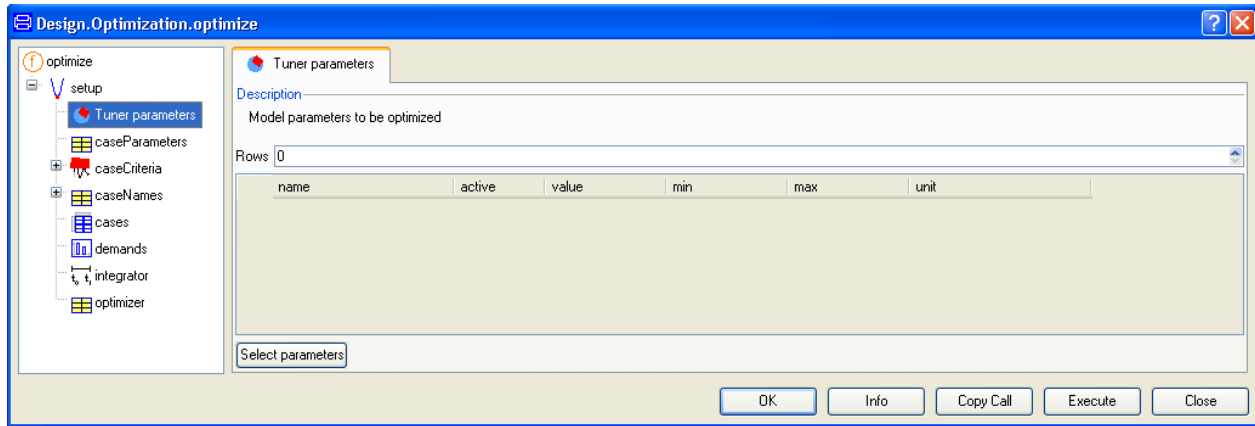 Design.Optimization.optimize
optimize
setup
Tuner parameters
caseParameters
caseCriteria
caseNames
cases
demands
integrator
optimizer
Tuner parameters
Description
Model parameters to be optimized
Rows 0
name active value min max unit
Select parameters
OK Info Copy Call Execute Close